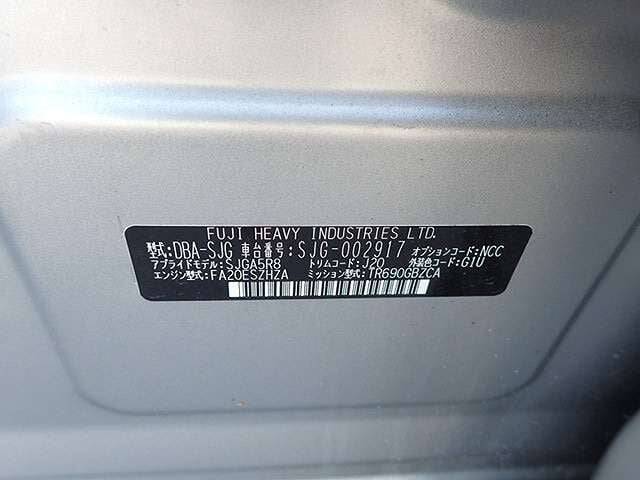 FUJI HEAVY INDUSTRIES LTD.
型式:DBA-SJG 車台番号:SJG-002917 オプションコード:NCC
アプライドモデル:SJGA5R8 トリムコード:J20 外装色コード:G1U
エンジン型式:FA20ESZHZA ミッション型式:TR690GBZCA